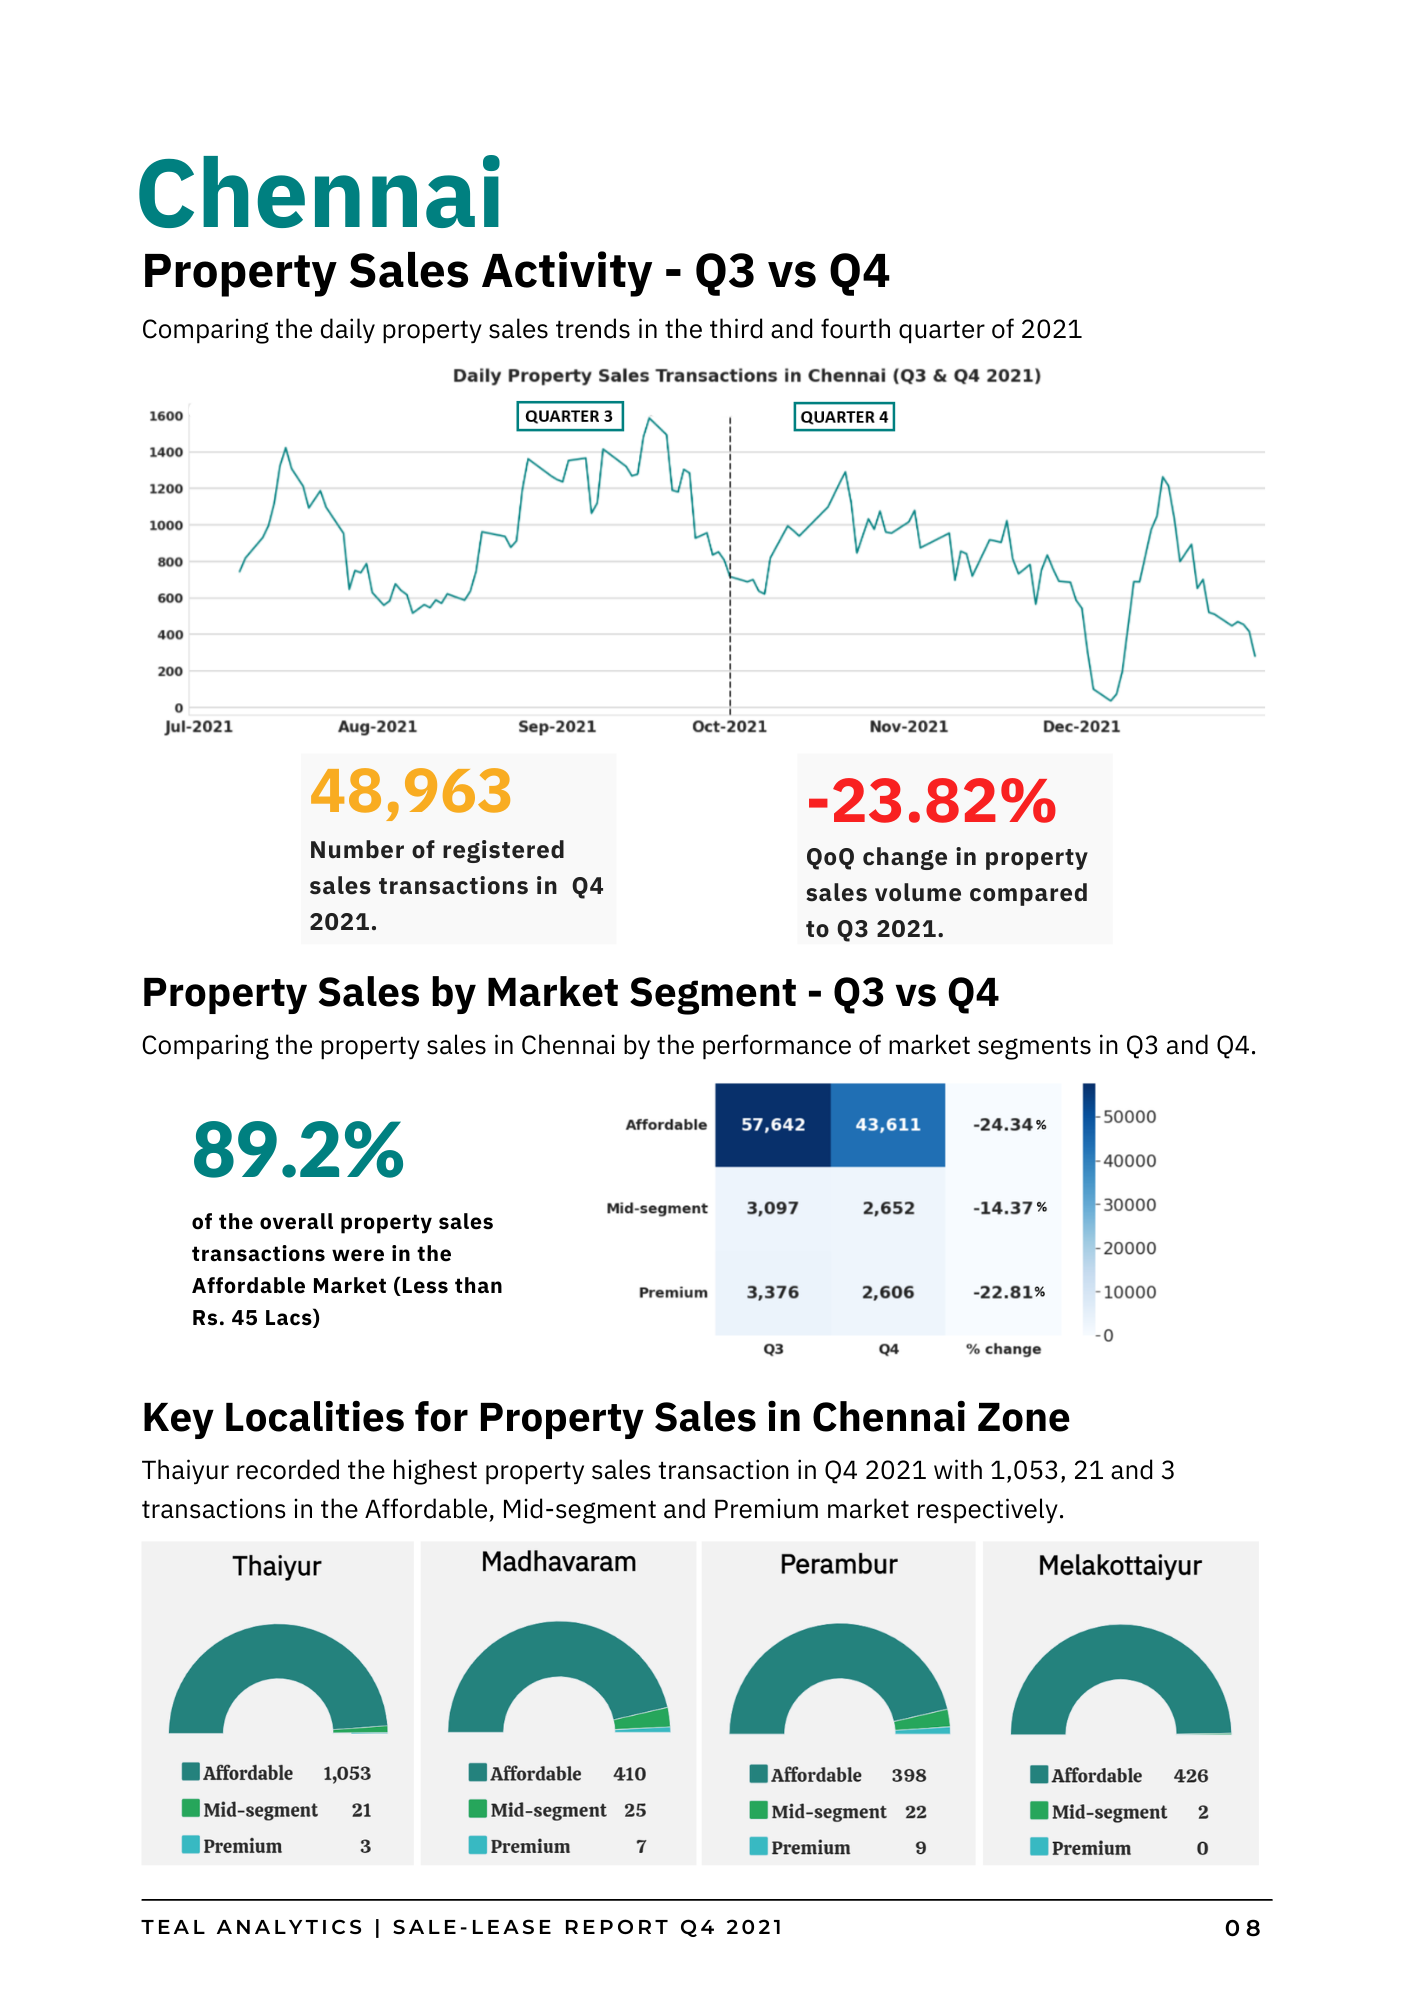 Chennai
Property Sales Activity - Q3 vs Q4
Comparing the daily property sales trends in the third and fourth quarter of 2021
Daily Property Sales Transactions in Chennai (Q3 & Q4 2021)
QUARTER 3
QUARTER 4
1600
1400
1200
1000
800
600
400
200
0
Jul-2021 Aug-2021 Sep-2021 Oct-2021 Nov-2021 Dec-2021
48,963
Number of registered
sales transactions in Q4
2021.
-23.82%
QoQ change in property
sales volume compared
to Q3 2021.
Property Sales by Market Segment - Q3 vs Q4
Comparing the property sales in Chennai by the performance of market segments in Q3 and Q4.
89.2%
of the overall property sales
transactions were in the
Affordable Market (Less than
Rs. 45 Lacs)
Affordable 57,642 43,611 -24.34%
Mid-segment 3,097 2,652 -14.37%
Premium 3,376 2,606 -22.81%
Q3 Q4 % change
50000
40000
30000
20000
10000
0
Key Localities for Property Sales in Chennai Zone
Thaiyur recorded the highest property sales transaction in Q4 2021 with 1,053, 21 and 3
transactions in the Affordable, Mid-segment and Premium market respectively.
Thaiyur
Affordable 1,053
Mid-segment 21
Premium 3
Madhavaram
Affordable 410
Mid-segment 25
Premium 7
Perambur
Affordable 398
Mid-segment 22
Premium 9
Melakottaiyur
Affordable 426
Mid-segment 2
Premium 0
TEAL ANALYTICS | SALE-LEASE REPORT Q4 2021
08